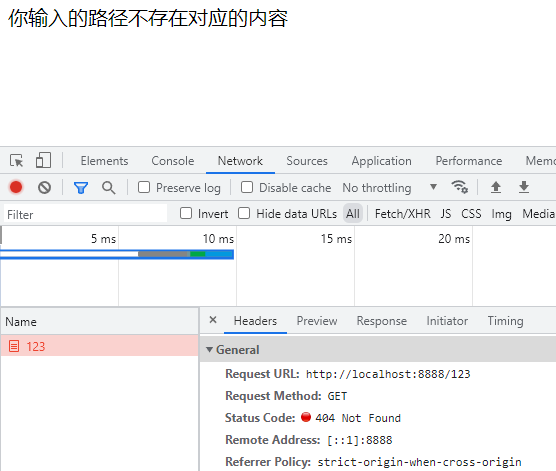 你输入的路径不存在对应的内容
Elements Console Network Sources Application Performance Memo
Preserve log Disable cache No throttling
Filter Invert Hide data URLs All Fetch/XHR JS CSS Img Media
5 ms 10 ms 15 ms 20 ms
Name × Headers Preview Response Initiator Timing
General
123
Request URL: http://localhost:8888/123
Request Method: GET
Status Code: 404 Not Found
Remote Address: [::1]:8888
Referrer Policy: strict-origin-when-cross-origin